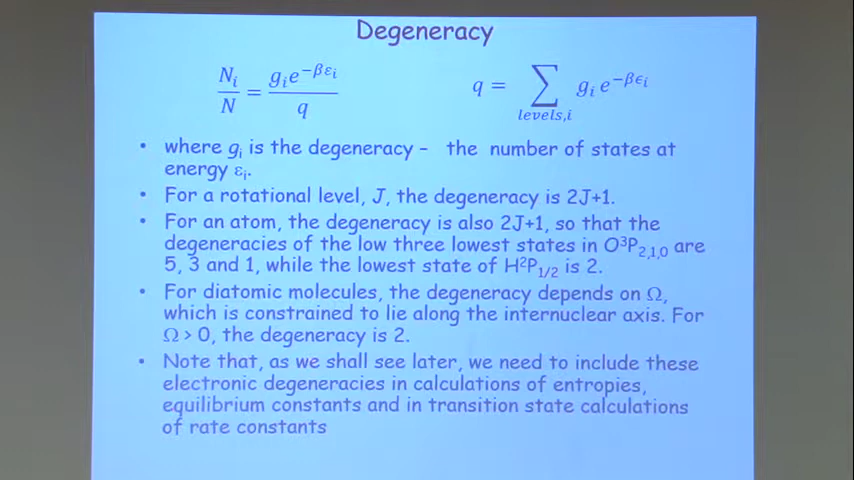 Degeneracy
N_i/N = g_i e^{-βε_i}/q
q = ∑_{levels,i} g_i e^{-βϵ_i}
• where g_i is the degeneracy – the number of states at
energy ε_i.
• For a rotational level, J, the degeneracy is 2J+1.
• For an atom, the degeneracy is also 2J+1, so that the
degeneracies of the low three lowest states in O³P_{2,1,0} are
5, 3 and 1, while the lowest state of H²P_{1/2} is 2.
• For diatomic molecules, the degeneracy depends on Ω,
which is constrained to lie along the internuclear axis. For
Ω > 0, the degeneracy is 2.
• Note that, as we shall see later, we need to include these
electronic degeneracies in calculations of entropies,
equilibrium constants and in transition state calculations
of rate constants